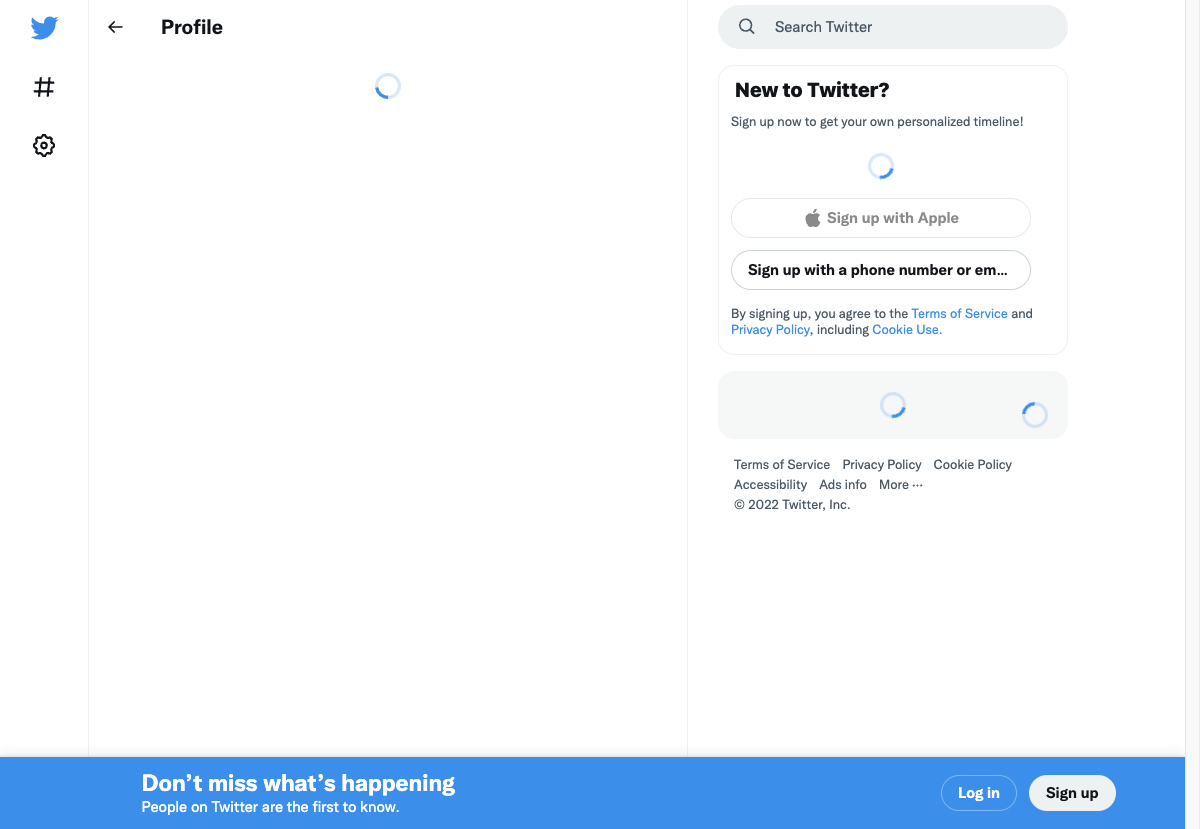 Profile
Search Twitter
New to Twitter?
Sign up now to get your own personalized timeline!
Sign up with Apple
Sign up with a phone number or em…
By signing up, you agree to the Terms of Service and
Privacy Policy, including Cookie Use.
Terms of Service Privacy Policy Cookie Policy
Accessibility Ads info More ···
© 2022 Twitter, Inc.
Don’t miss what’s happening
People on Twitter are the first to know.
Log in
Sign up